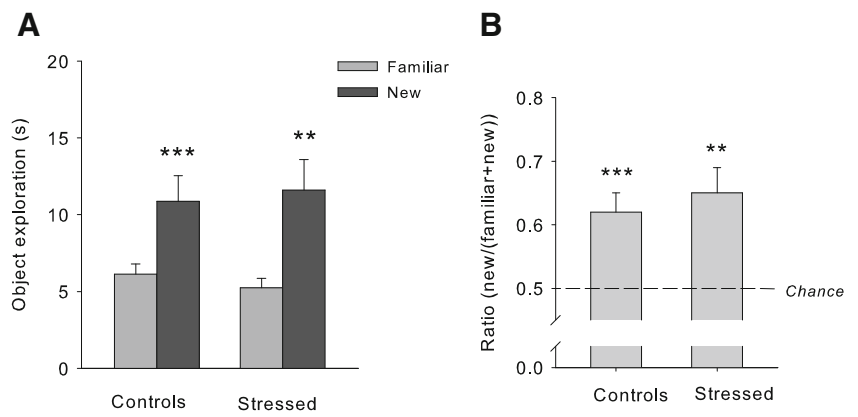 A
Object exploration (s)
20
15
10
5
0
Familiar
New
***
**
Controls
Stressed
B
Ratio (new/(familiar+new))
0.8
0.7
0.6
0.5
0.0
***
**
Chance
Controls
Stressed